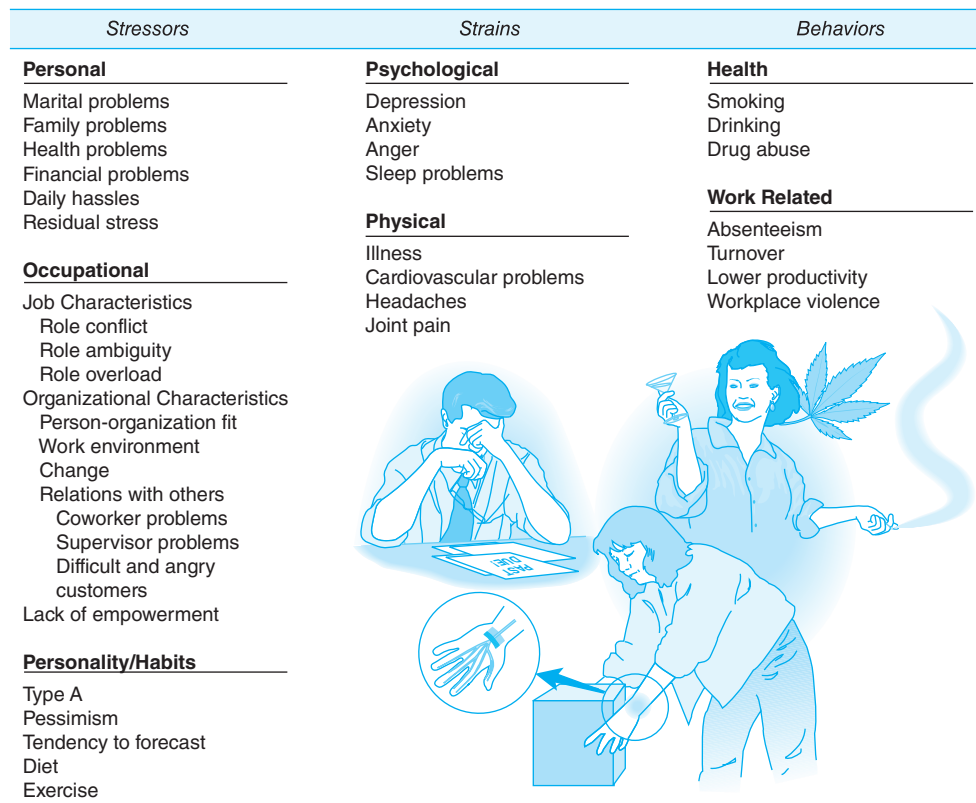 Stressors
Personal
Marital problems
Family problems
Health problems
Financial problems
Daily hassles
Residual stress
Occupational
Job Characteristics
Role conflict
Role ambiguity
Role overload
Organizational Characteristics
Person-organization fit
Work environment
Change
Relations with others
Coworker problems
Supervisor problems
Difficult and angry
customers
Lack of empowerment
Personality/Habits
Type A
Pessimism
Tendency to forecast
Diet
Exercise
Strains
Psychological
Depression
Anxiety
Anger
Sleep problems
Physical
Illness
Cardiovascular problems
Headaches
Joint pain
PAST
DUE!
Behaviors
Health
Smoking
Drinking
Drug abuse
Work Related
Absenteeism
Turnover
Lower productivity
Workplace violence